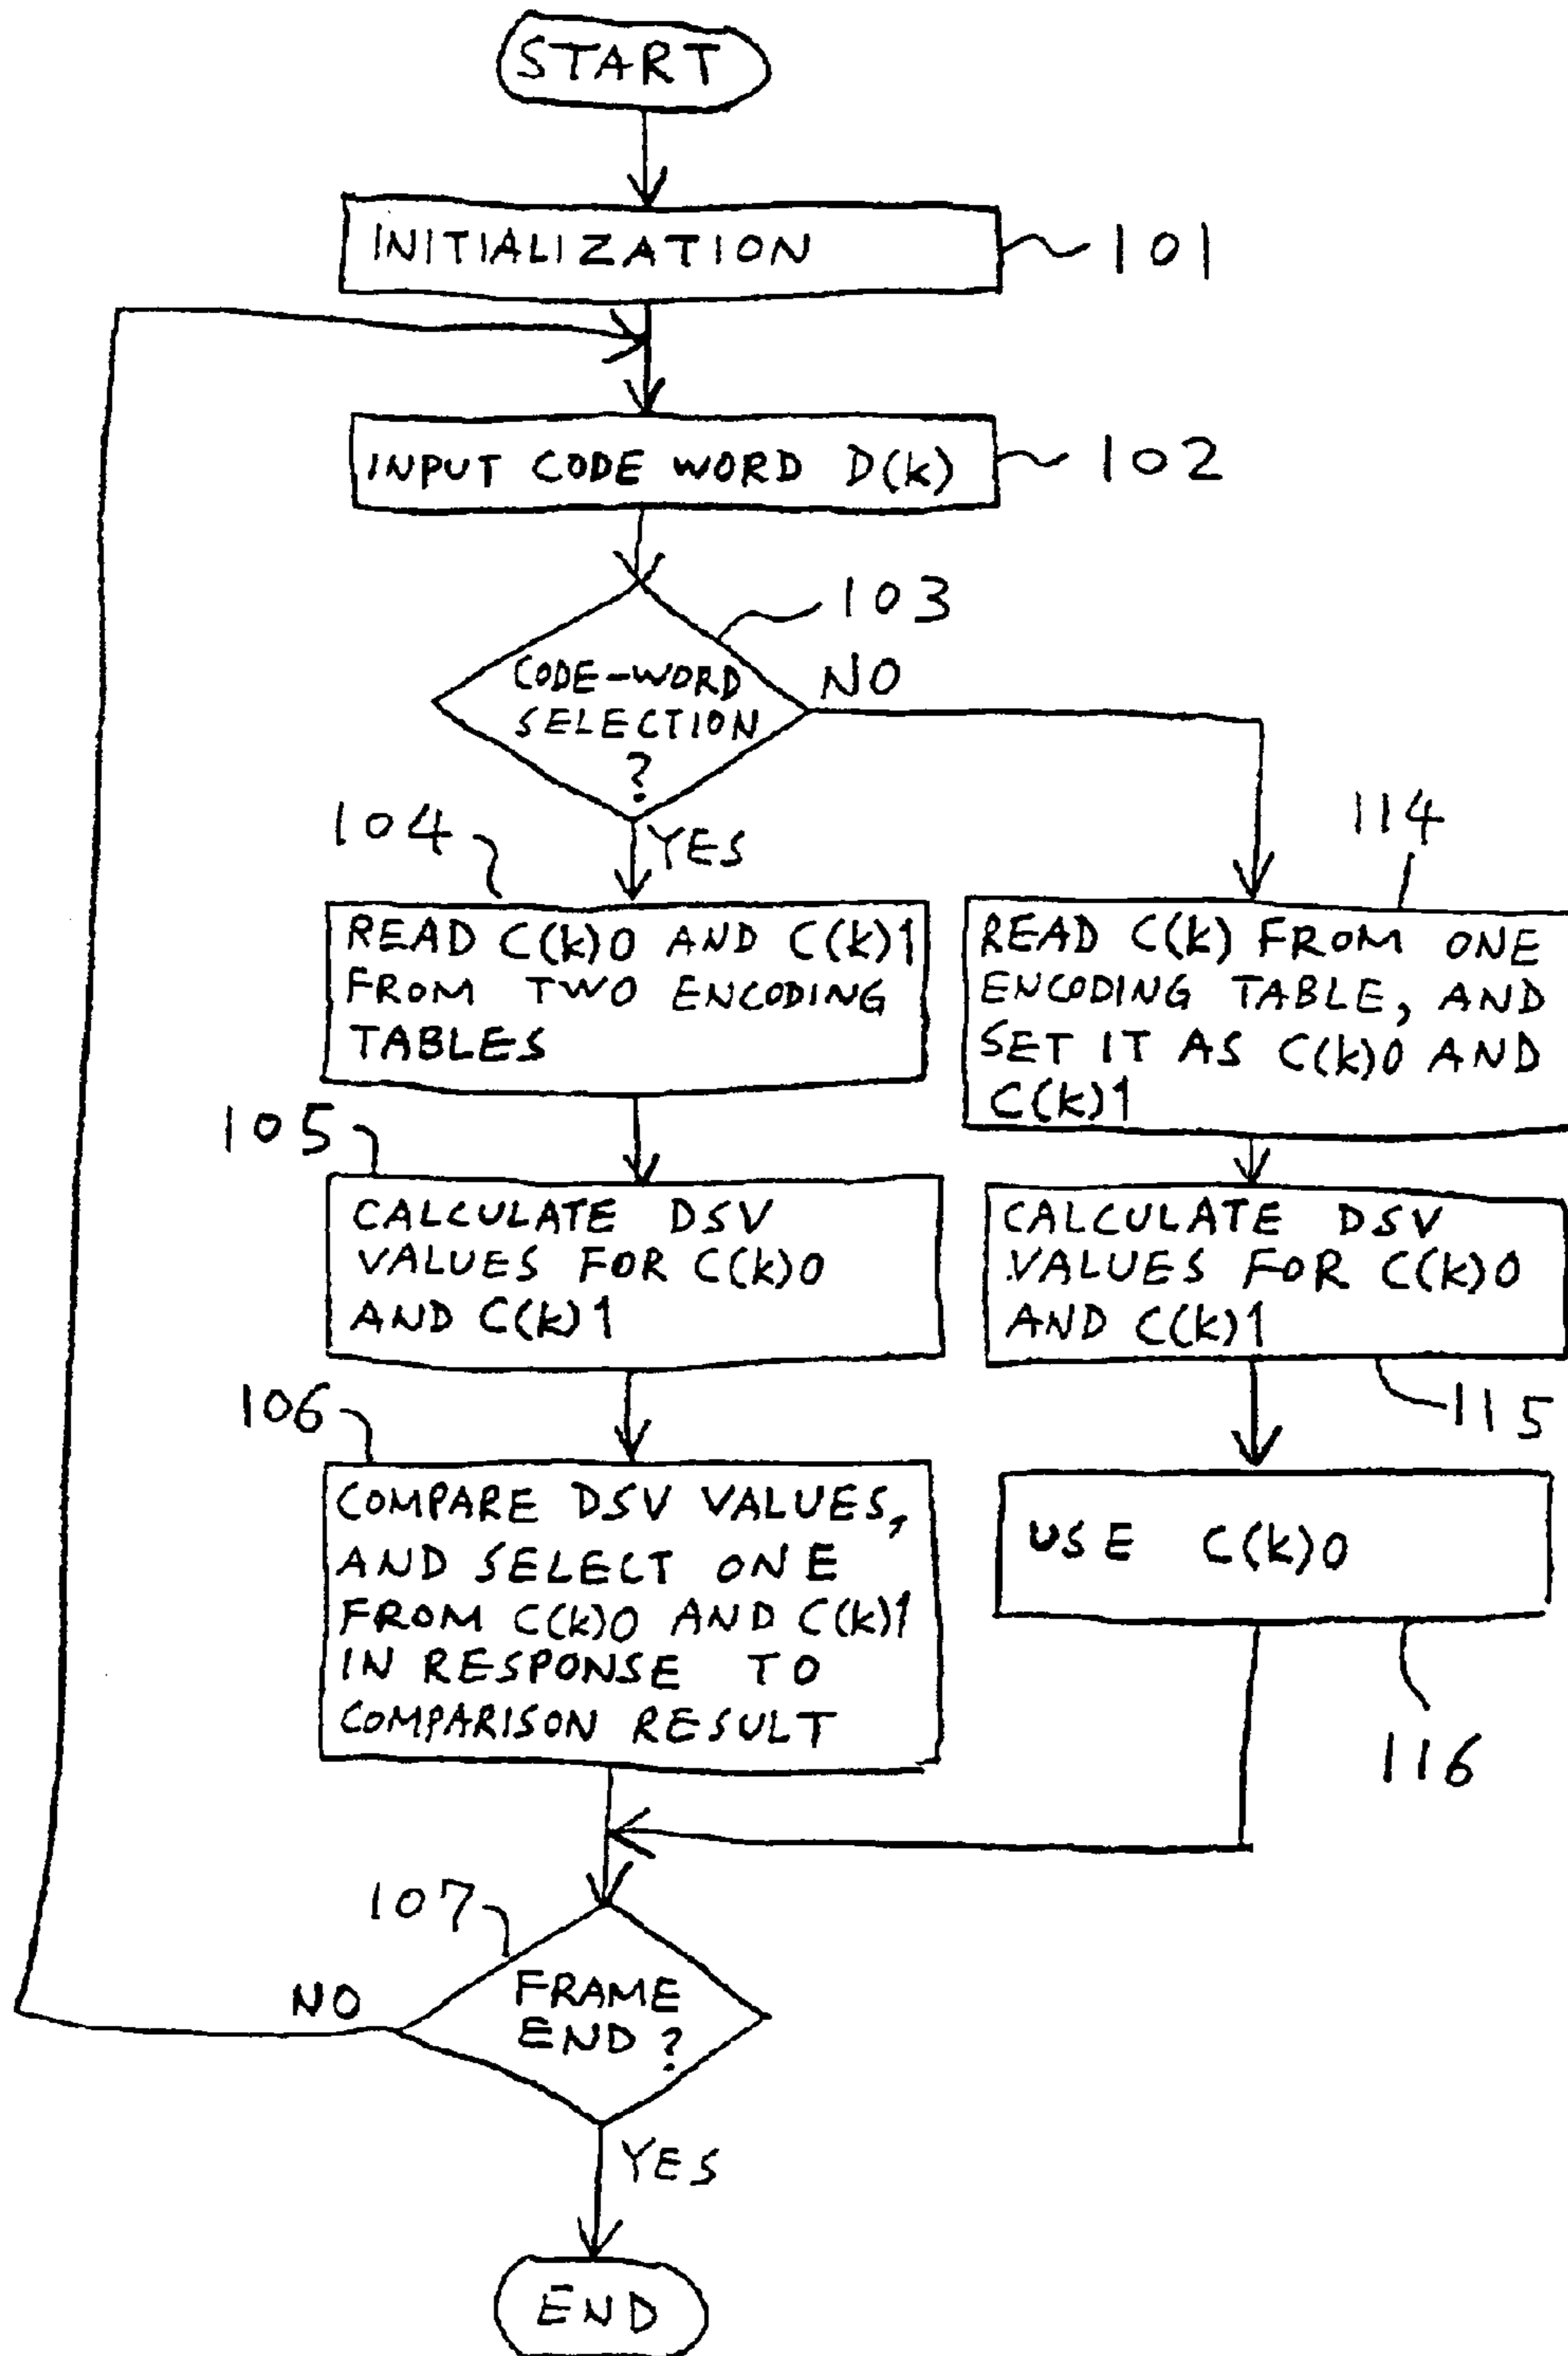 START
INITIALIZATION
101
INPUT CODE WORD D(k)
102
103
CODE-WORD
SELECTION
?
NO
YES
104
READ C(k)0 AND C(k)1
FROM TWO ENCODING
TABLES
114
READ C(k) FROM ONE
ENCODING TABLE, AND
SET IT AS C(k)0 AND
C(k)1
105
CALCULATE DSV
VALUES FOR C(k)0
AND C(k)1
CALCULATE DSV
VALUES FOR C(k)0
AND C(k)1
115
106
COMPARE DSV VALUES,
AND SELECT ONE
FROM C(k)0 AND C(k)1
IN RESPONSE TO
COMPARISON RESULT
USE C(k)0
116
107
FRAME
END ?
NO
YES
END